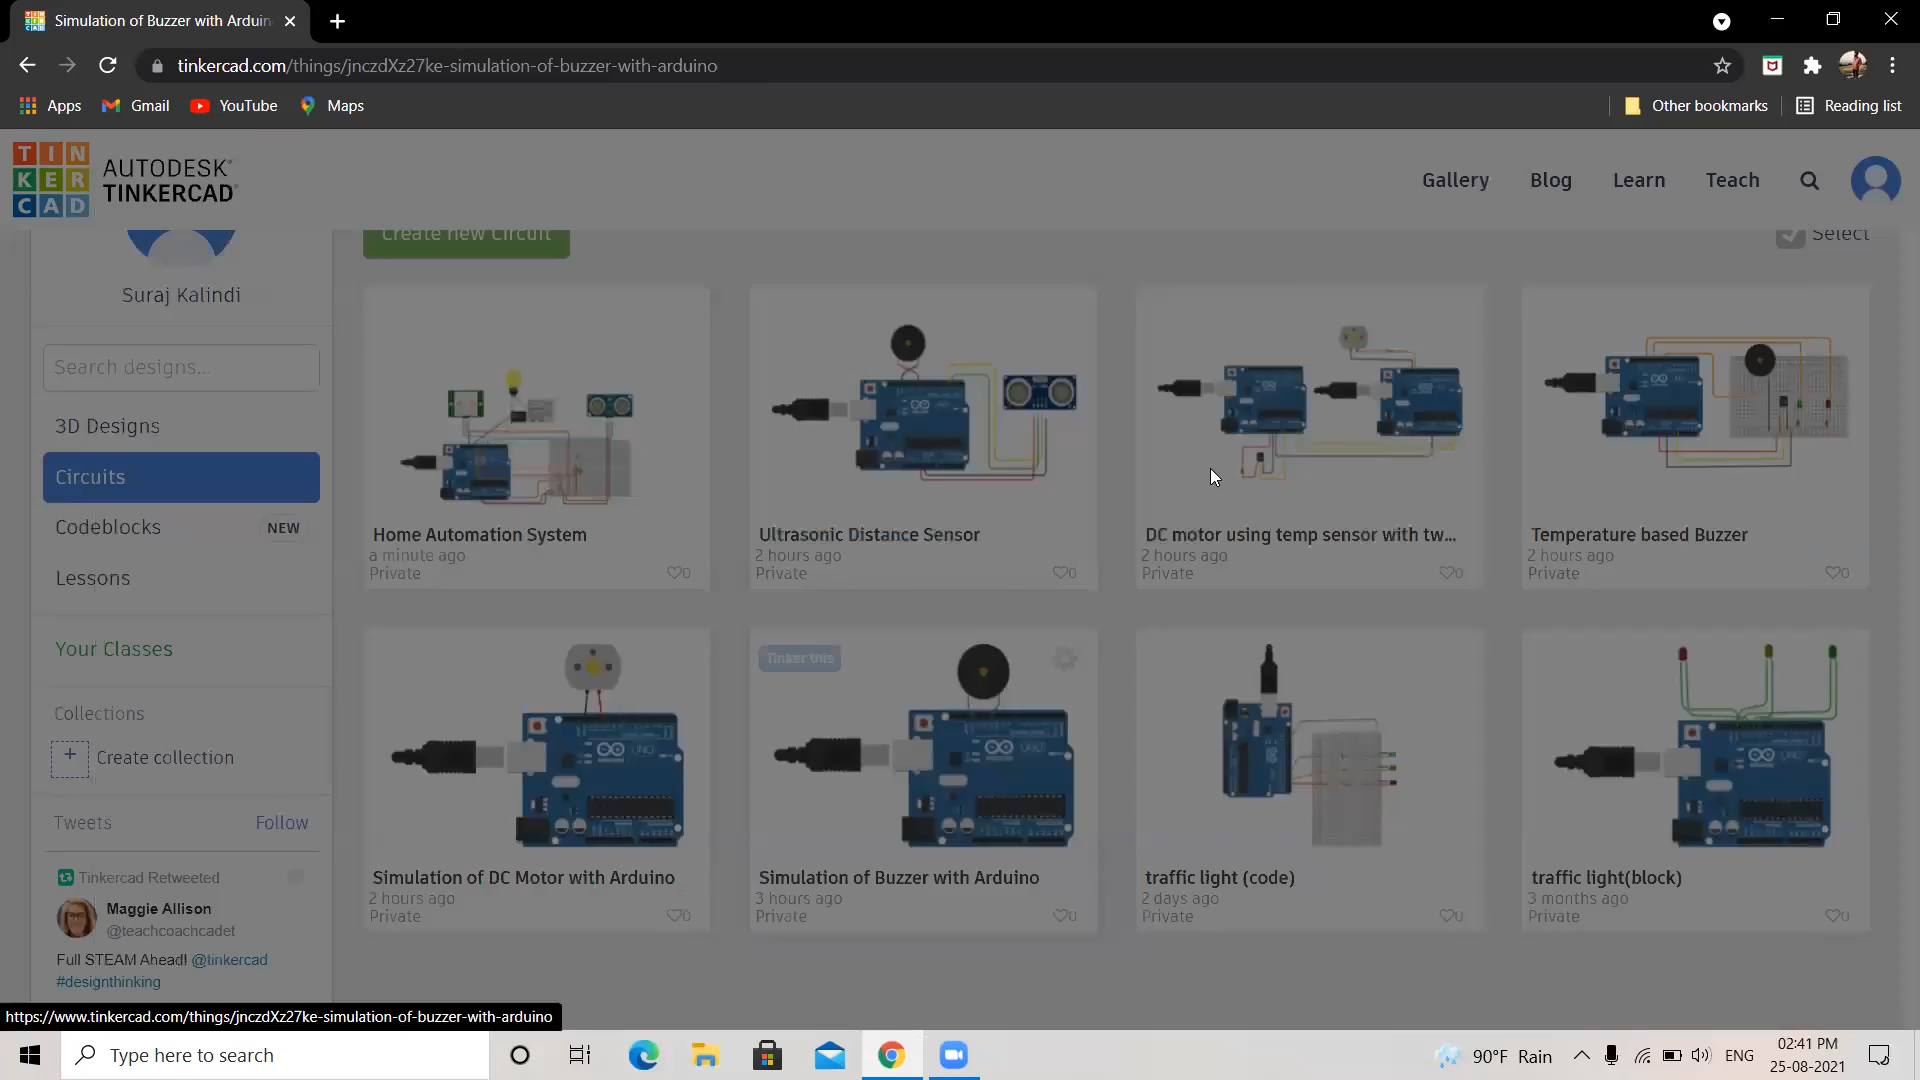 Simulation of Buzzer with Arduin
tinkercad.com/things/jnczdXz27ke-simulation-of-buzzer-with-arduino
Apps
Gmail
YouTube
Maps
Other bookmarks
Reading list
TIN
KER
CAD
AUTODESK
TINKERCAD
Gallery
Blog
Learn
Teach
Suraj Kalindi
Search designs...
3D Designs
Circuits
Codeblocks NEW
Lessons
Your Classes
Collections
+ Create collection
Tweets Follow
Tinkercad Retweeted
Maggie Allison
@teachcoachcadet
Full STEAM Ahead! @tinkercad
#designthinking
Create new Circuit
Select
Home Automation System
a minute ago
Private 0
Ultrasonic Distance Sensor
2 hours ago
Private 0
DC motor using temp sensor with tw...
2 hours ago
Private 0
Temperature based Buzzer
2 hours ago
Private 0
Simulation of DC Motor with Arduino
2 hours ago
Private 0
Tinker this
Simulation of Buzzer with Arduino
3 hours ago
Private 0
traffic light (code)
2 days ago
Private 0
traffic light(block)
3 months ago
Private 0
https://www.tinkercad.com/things/jnczdXz27ke-simulation-of-buzzer-with-arduino
Type here to search
90°F Rain
ENG
02:41 PM
25-08-2021